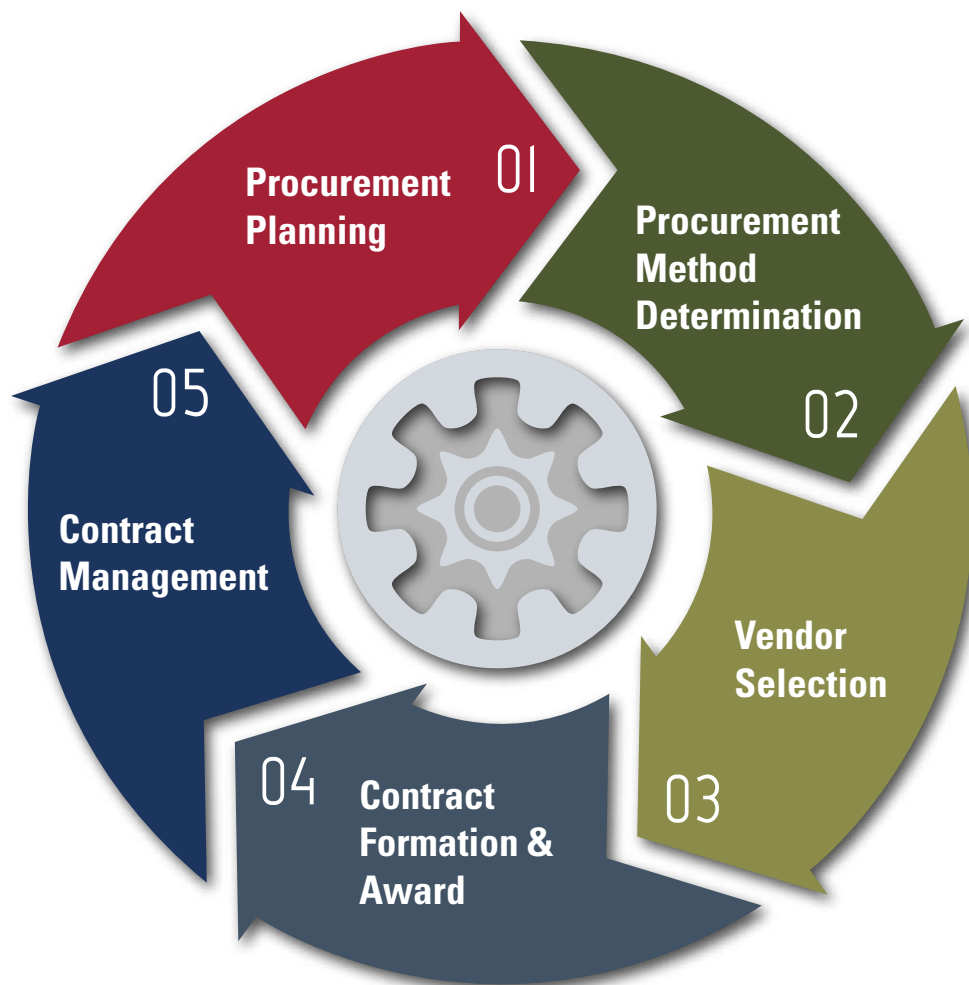 01
Procurement
Planning
Procurement
Method
Determination
02
Vendor
Selection
03
04
Contract
Formation &
Award
05
Contract
Management